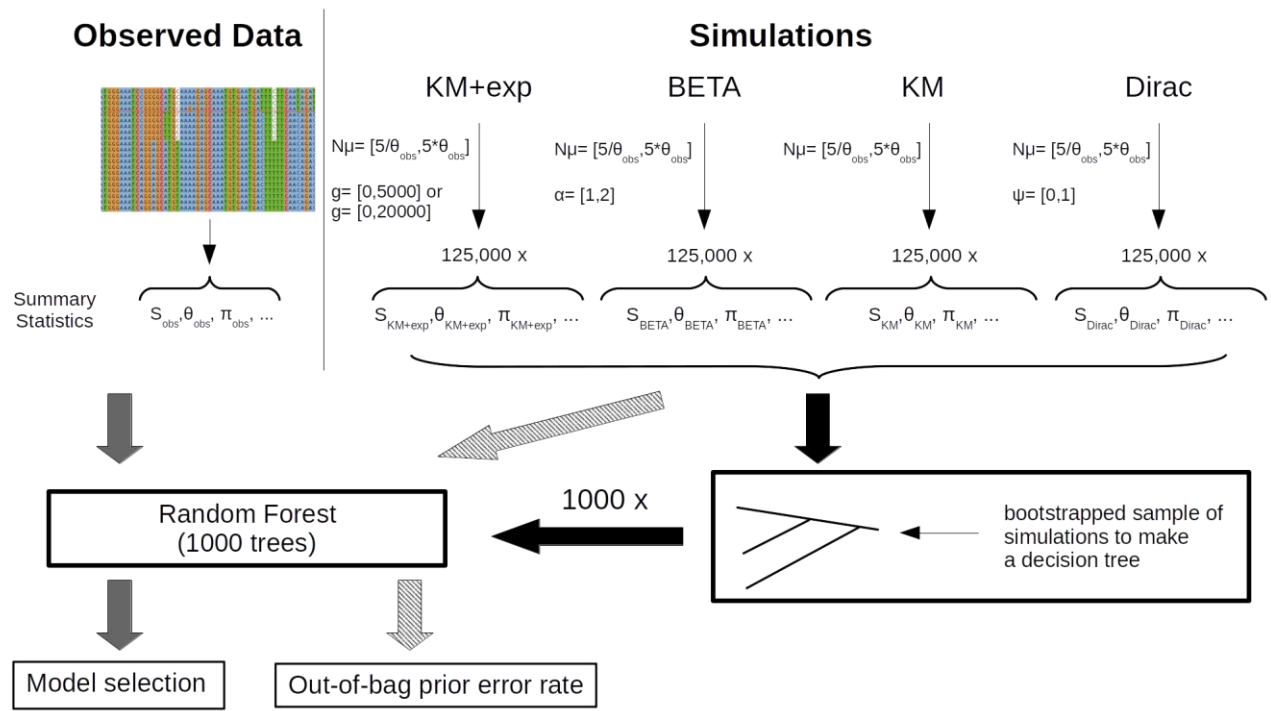 Observed Data
Simulations
KM+exp
BETA
KM
Dirac
Nμ= [5/θobs,5*θobs]
g= [0,5000] or
g= [0,20000]
Nμ= [5/θobs,5*θobs]
α= [1,2]
Nμ= [5/θobs,5*θobs]
Nμ= [5/θobs,5*θobs]
ψ= [0,1]
125,000 x
125,000 x
125,000 x
125,000 x
Summary
Statistics
Sobs,θobs, πobs, ...
SKM+exp,θKM+exp, πKM+exp, ...
SBETA,θBETA, πBETA, ...
SKM,θKM, πKM, ...
SDirac,θDirac, πDirac, ...
Random Forest
(1000 trees)
1000 x
bootstrapped sample of
simulations to make
a decision tree
Model selection
Out-of-bag prior error rate